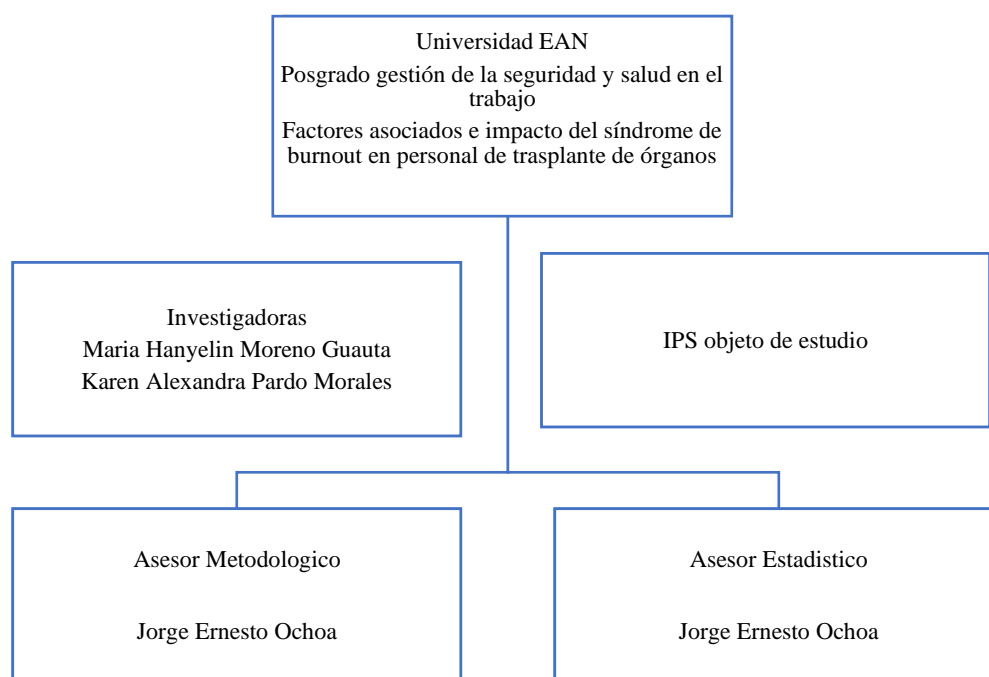 Universidad EAN
Posgrado gestión de la seguridad y salud en el
trabajo
Factores asociados e impacto del síndrome de
burnout en personal de trasplante de órganos
Investigadoras
Maria Hanyelin Moreno Guauta
Karen Alexandra Pardo Morales
IPS objeto de estudio
Asesor Metodologico
Jorge Ernesto Ochoa
Asesor Estadistico
Jorge Ernesto Ochoa